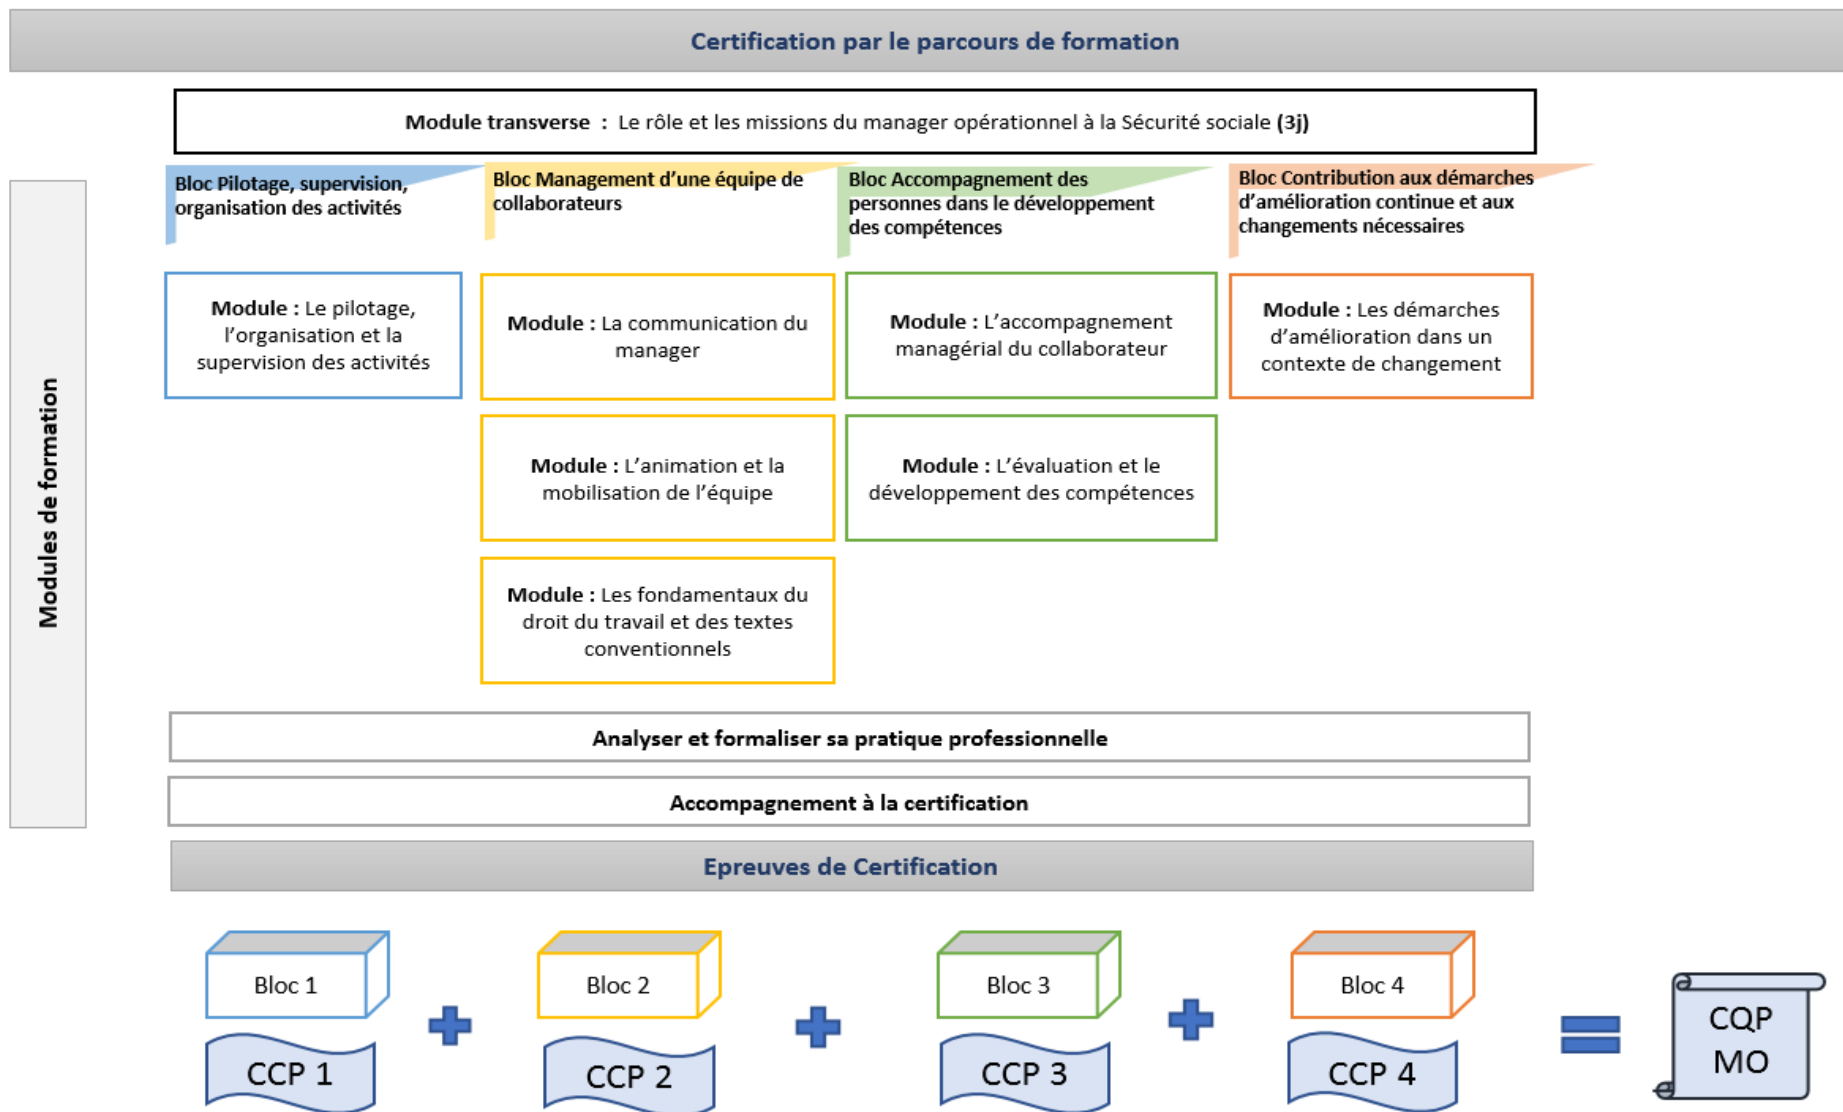 Certification par le parcours de formation
Module transverse : Le rôle et les missions du manager opérationnel à la Sécurité sociale (3j)
Modules de formation
Bloc Pilotage, supervision,
organisation des activités
Bloc Management d’une équipe de
collaborateurs
Bloc Accompagnement des
personnes dans le développement
des compétences
Bloc Contribution aux démarches
d’amélioration continue et aux
changements nécessaires
Module : Le pilotage,
l’organisation et la
supervision des activités
Module : La communication du
manager
Module : L’accompagnement
managérial du collaborateur
Module : Les démarches
d’amélioration dans un
contexte de changement
Module : L’animation et la
mobilisation de l’équipe
Module : L’évaluation et le
développement des compétences
Module : Les fondamentaux du
droit du travail et des textes
conventionnels
Analyser et formaliser sa pratique professionnelle
Accompagnement à la certification
Epreuves de Certification
Bloc 1
Bloc 2
Bloc 3
Bloc 4
CCP 1
CCP 2
CCP 3
CCP 4
CQP
MO